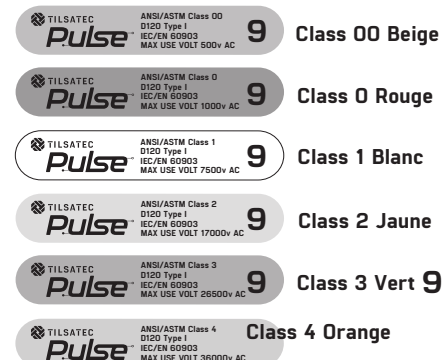 TILSATEC
Pulse
ANSI/ASTM Class 00
D120 Type I
IEC/EN 60903
MAX USE VOLT 500v AC
9
Class 00 Beige
TILSATEC
Pulse
ANSI/ASTM Class 0
D120 Type I
IEC/EN 60903
MAX USE VOLT 1000v AC
9
Class 0 Rouge
TILSATEC
Pulse
ANSI/ASTM Class 1
D120 Type I
IEC/EN 60903
MAX USE VOLT 7500v AC
9
Class 1 Blanc
TILSATEC
Pulse
ANSI/ASTM Class 2
D120 Type I
IEC/EN 60903
MAX USE VOLT 17000v AC
9
Class 2 Jaune
TILSATEC
Pulse
ANSI/ASTM Class 3
D120 Type I
IEC/EN 60903
MAX USE VOLT 26500v AC
9
Class 3 Vert 9
TILSATEC
Pulse
ANSI/ASTM Class 4
D120 Type I
IEC/EN 60903
MAX USE VOLT 36000v AC
Class 4 Orange